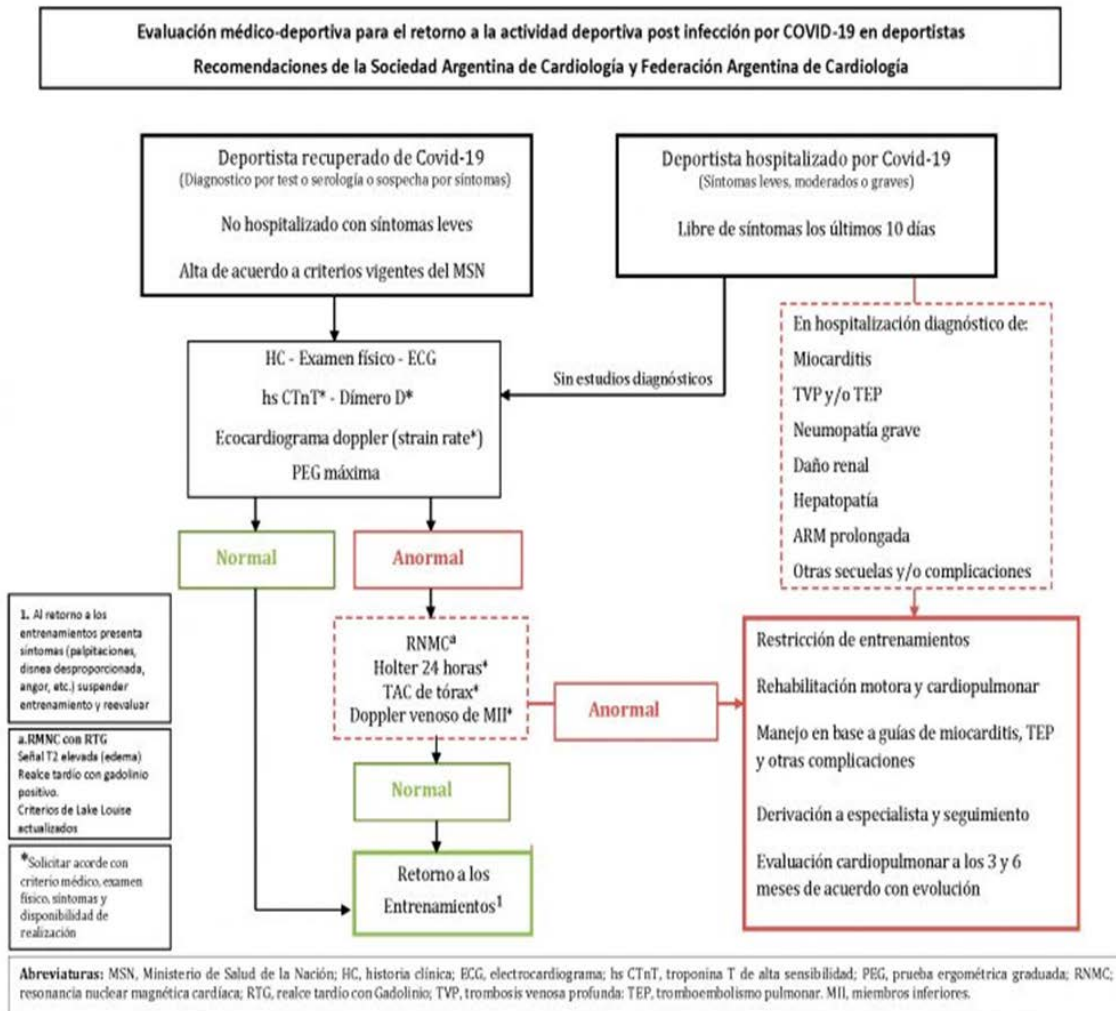 Evaluación médico-deportiva para el retorno a la actividad deportiva post infección por COVID-19 en deportistas
Recomendaciones de la Sociedad Argentina de Cardiología y Federación Argentina de Cardiología
Deportista recuperado de Covid-19
(Diagnostico por test o serología o sospecha por síntomas)
No hospitalizado con síntomas leves
Alta de acuerdo a criterios vigentes del MSN
Deportista hospitalizado por Covid-19
(Síntomas leves, moderados o graves)
Libre de síntomas los últimos 10 días
HC - Examen físico - ECG
hs CTnT* - Dímero D*
Ecocardiograma doppler (strain rate*)
PEG máxima
Sin estudios diagnósticos
En hospitalización diagnóstico de:
Miocarditis
TVP y/o TEP
Neumopatía grave
Daño renal
Hepatopatía
ARM prolongada
Otras secuelas y/o complicaciones
Normal
Anormal
RNMCa
Holter 24 horas*
TAC de tórax*
Doppler venoso de MII*
Anormal
Normal
Retorno a los
Entrenamientos1
Restricción de entrenamientos
Rehabilitación motora y cardiopulmonar
Manejo en base a guías de miocarditis, TEP
y otras complicaciones
Derivación a especialista y seguimiento
Evaluación cardiopulmonar a los 3 y 6
meses de acuerdo con evolución
1. Al retorno a los
entrenamientos presenta
síntomas (palpitaciones,
disnea desproporcionada,
angor, etc.) suspender
entrenamiento y reevaluar
a.RMNC con RTG
Señal T2 elevada (edema)
Realce tardío con gadolinio
positivo.
Criterios de Lake Louise
actualizados
*Solicitar acorde con
criterio médico, examen
físico, síntomas y
disponibilidad de
realización
Abreviaturas: MSN, Ministerio de Salud de la Nación; HC, historia clínica; ECG, electrocardiograma; hs CTnT, troponina T de alta sensibilidad; PEG, prueba ergométrica graduada; RNMC;
resonancia nuclear magnética cardíaca; RTG, realce tardío con Gadolinio; TVP, trombosis venosa profunda: TEP, tromboembolismo pulmonar. MII, miembros inferiores.